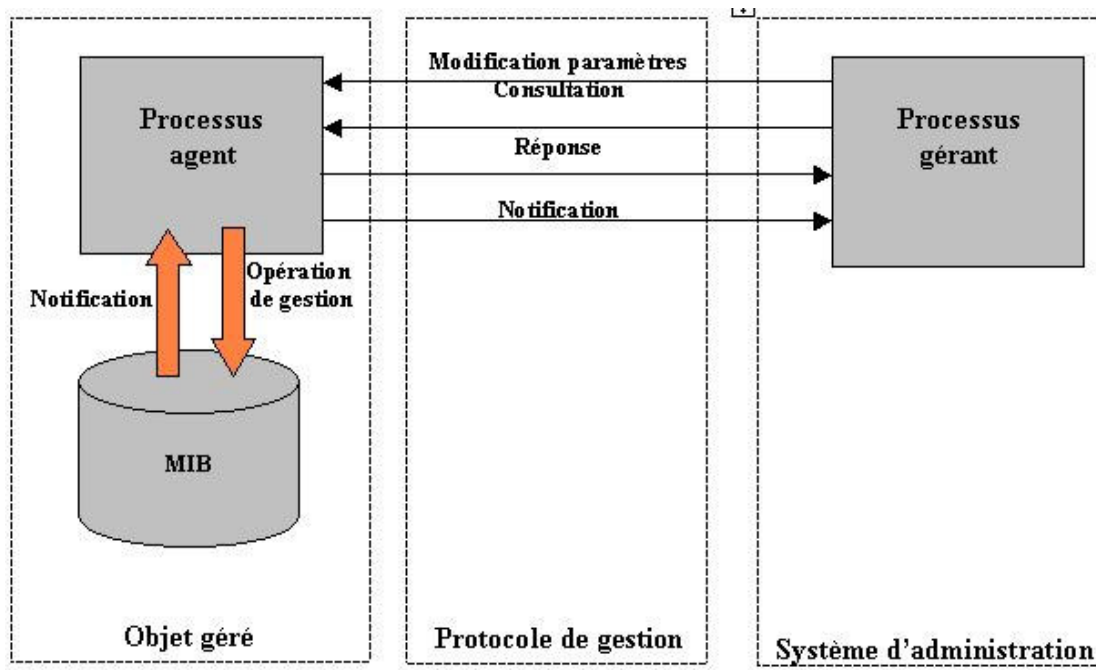 Modification paramètres
Consultation
Processus
agent
Processus
gérant
Réponse
Notification
Opération
de gestion
Notification
MIB
Objet géré
Protocole de gestion
Système d'administration